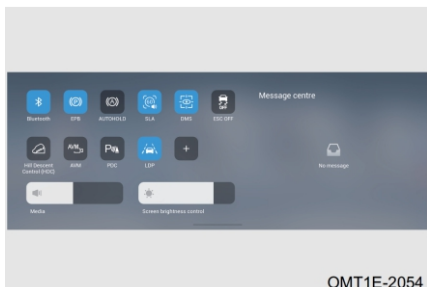 Message centre
Bluetooth
EPB
AUTOHOLD
SLA
DMS
ESC OFF
Hill Descent
Control (HDC)
AVM
PDC
LDP
No message
Media
Screen brightness control
OMT1E-2054